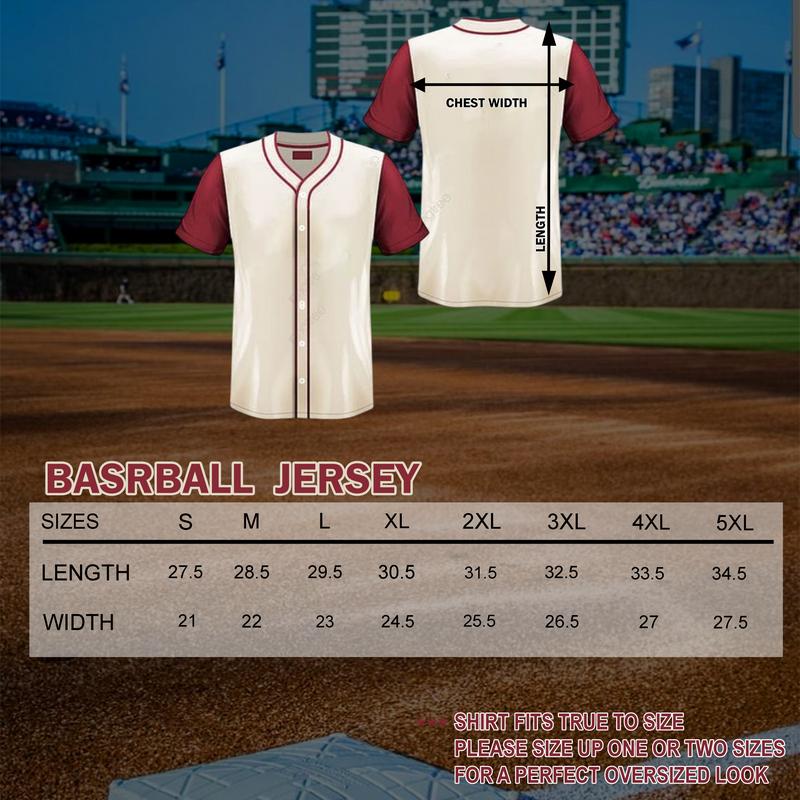 CHEST WIDTH
LENGTH
BASRBALL JERSEY
SIZES S M L XL 2XL 3XL 4XL 5XL
LENGTH 27.5 28.5 29.5 30.5 31.5 32.5 33.5 34.5
WIDTH 21 22 23 24.5 25.5 26.5 27 27.5
*** SHIRT FITS TRUE TO SIZE
PLEASE SIZE UP ONE OR TWO SIZES
FOR A PERFECT OVERSIZED LOOK